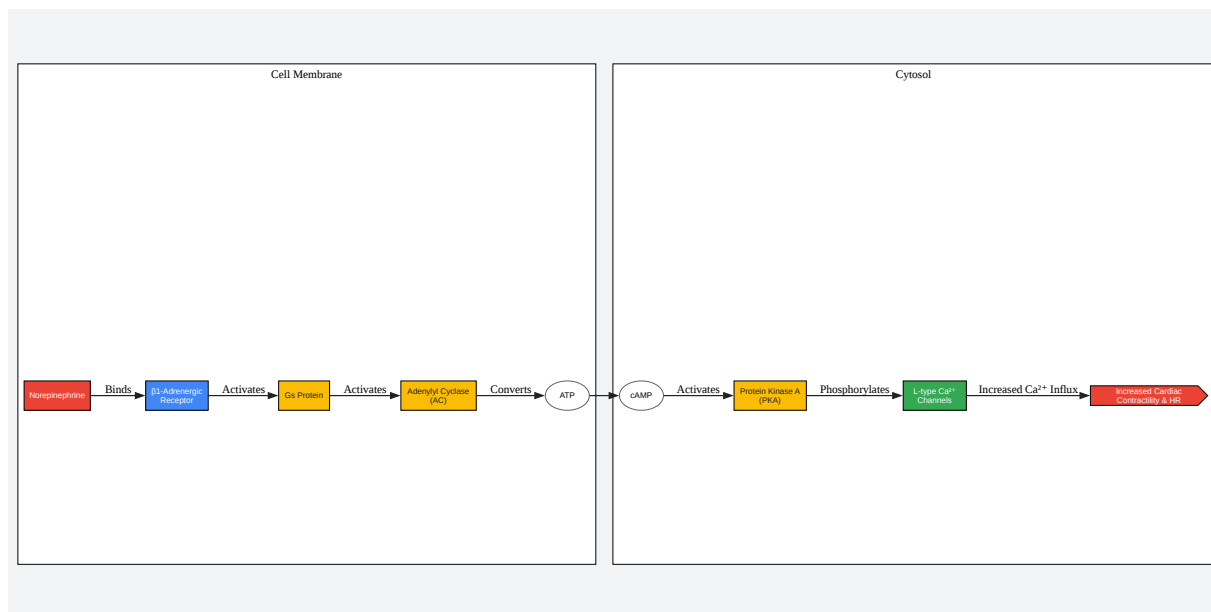 Cell Membrane
Cytosol
Norepinephrine
Binds
β1-Adrenergic
Receptor
Activates
Gs Protein
Activates
Adenylyl Cyclase
(AC)
Converts
ATP
cAMP
Activates
Protein Kinase A
(PKA)
Phosphorylates
L-type Ca²⁺
Channels
Increased Ca²⁺ Influx
Increased Cardiac
Contractility & HR